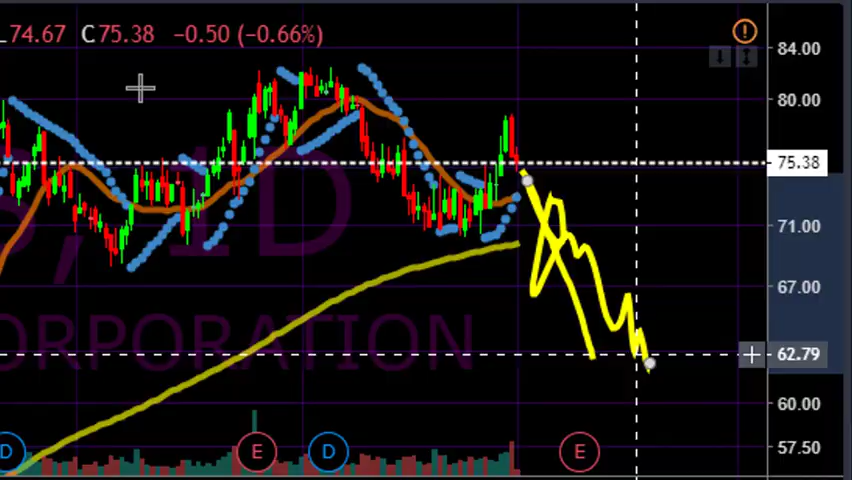 L74.67 C75.38 −0.50 (−0.66%)
84.00
80.00
75.38
71.00
67.00
62.79
60.00
57.50
, 1D
ORPORATION
D E D E